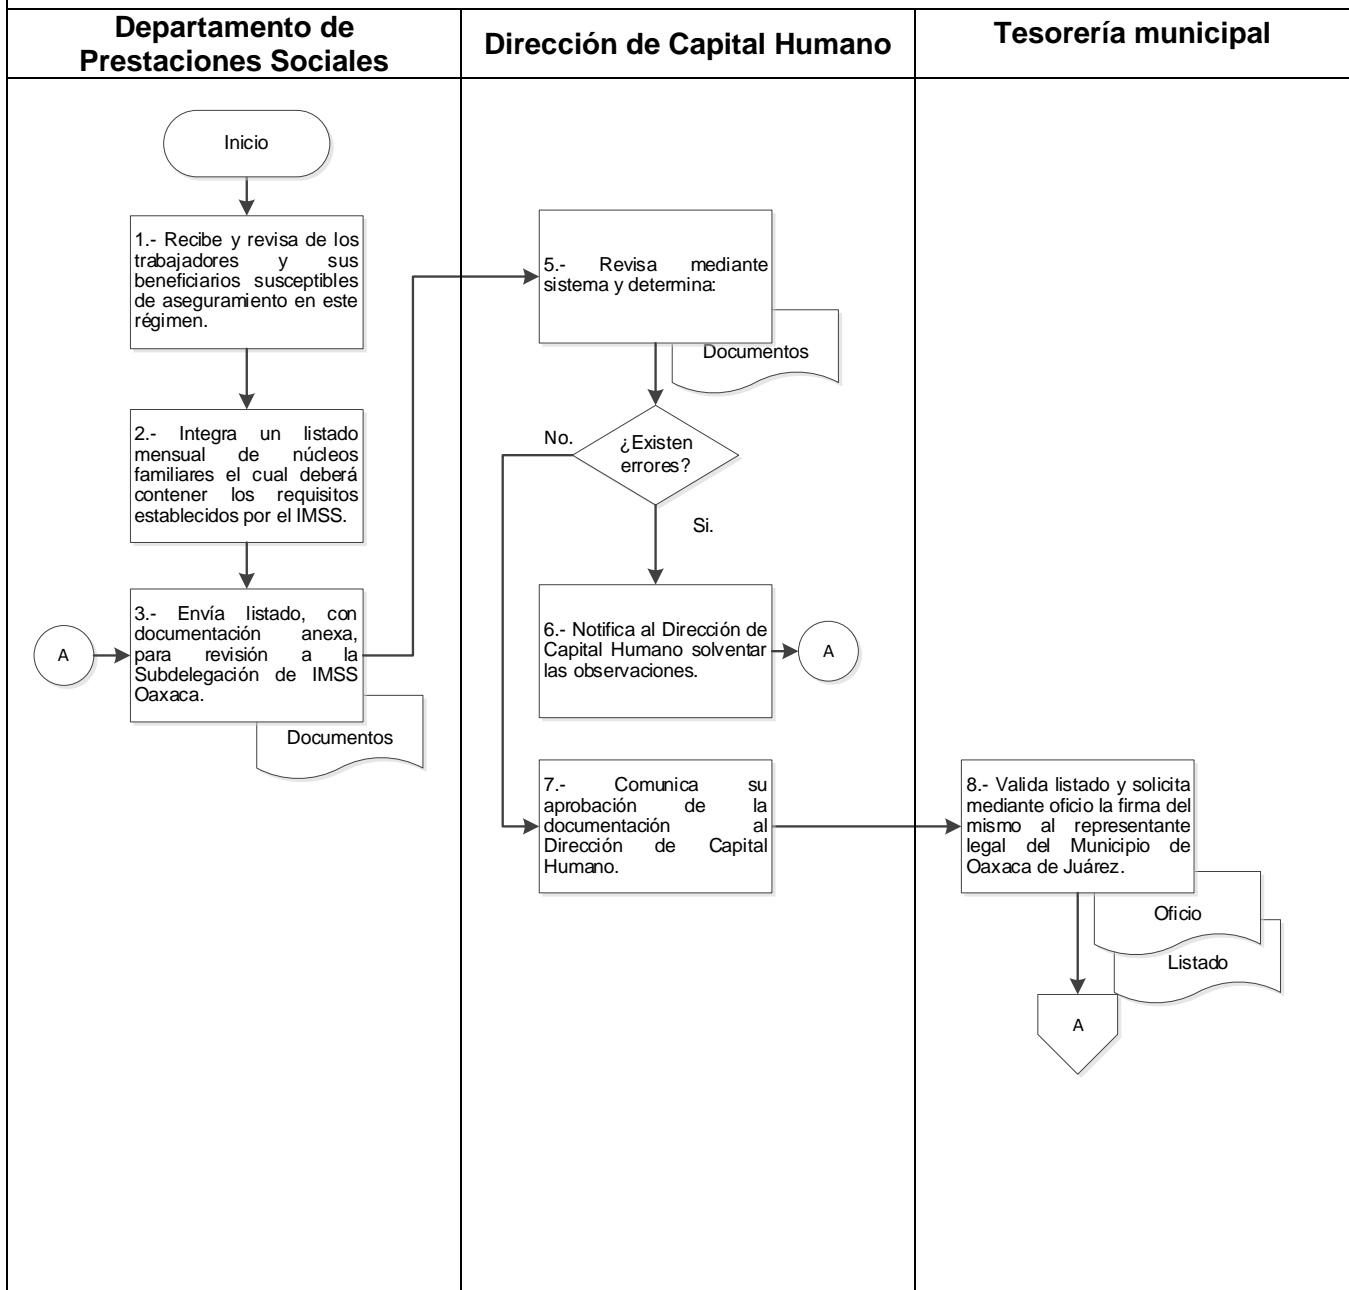 Departamento de
Prestaciones Sociales
Dirección de Capital Humano
Tesorería municipal
Inicio
1.- Recibe y revisa de los
trabajadores y sus
beneficiarios susceptibles
de aseguramiento en este
régimen.
2.- Integra un listado
mensual de núcleos
familiares el cual deberá
contener los requisitos
establecidos por el IMSS.
A
3.- Envía listado, con
documentación anexa,
para revisión a la
Subdelegación de IMSS
Oaxaca.
Documentos
5.- Revisa mediante
sistema y determina:
Documentos
¿Existen
errores?
No.
Si.
6.- Notifica al Dirección de
Capital Humano solventar
las observaciones.
A
7.- Comunica su
aprobación de la
documentación al
Dirección de Capital
Humano.
8.- Valida listado y solicita
mediante oficio la firma del
mismo al representante
legal del Municipio de
Oaxaca de Juárez.
Oficio
Listado
A